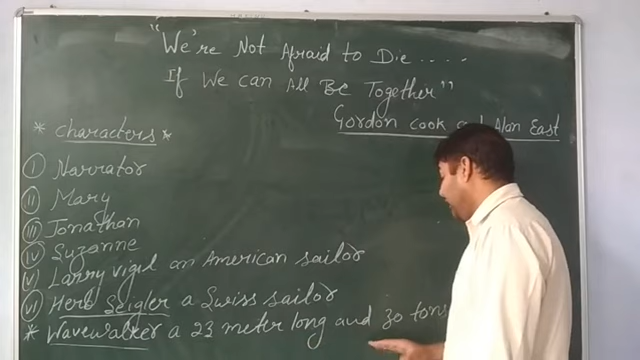 "We're Not Afraid to Die....
If We can All Be Together"
Gordon cook and Alan East
* Characters *
(i) Narrator
(ii) Mary
(iii) Jonathan
(iv) Suzanne
(v) Larry vigil an American sailor
(vi) Herb Seigler a Swiss sailor
* Wavewalker a 23 meter long and 30 tons